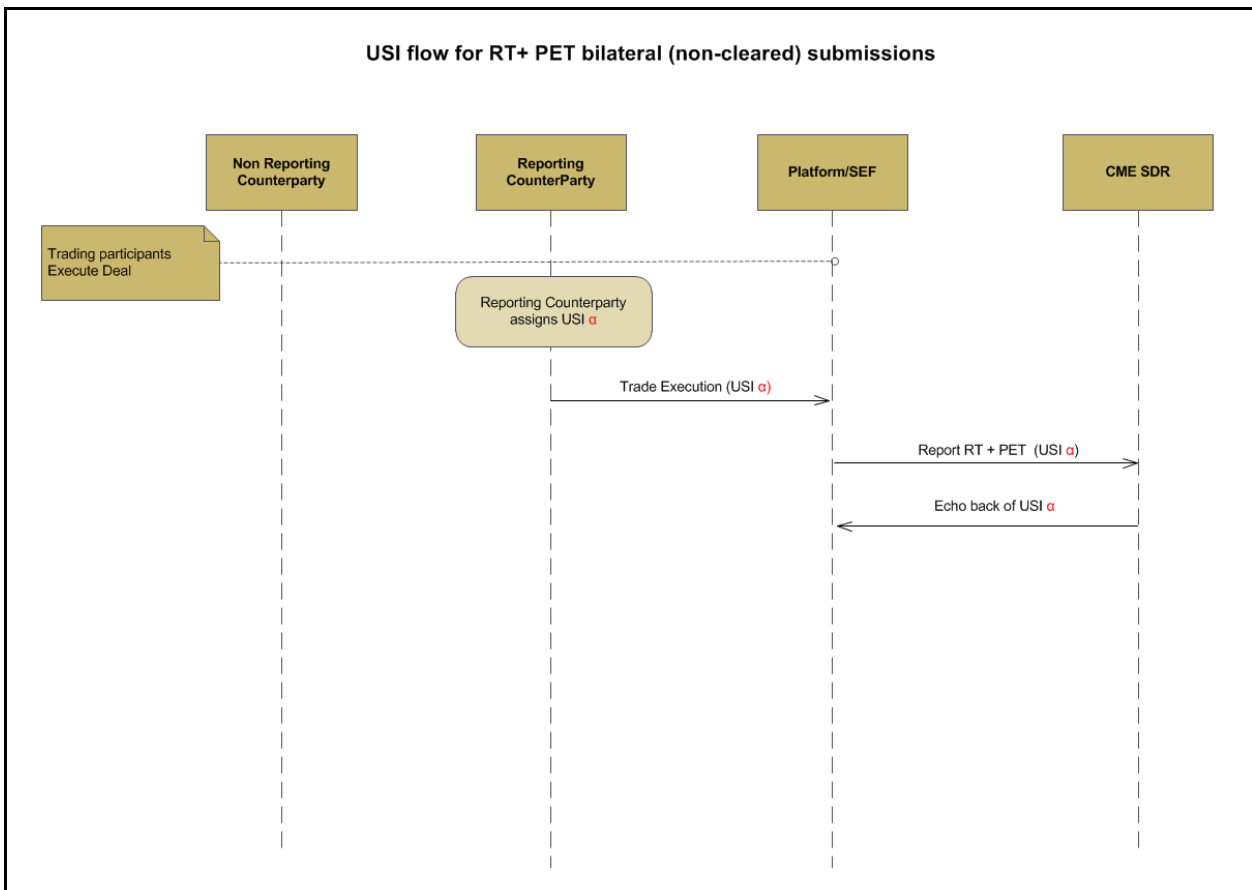 USI flow for RT+ PET bilateral (non-cleared) submissions
Non Reporting
Counterparty
Reporting
CounterParty
Platform/SEF
CME SDR
Trading participants
Execute Deal
Reporting Counterparty
assigns USI α
Trade Execution (USI α)
Report RT + PET  (USI α)
Echo back of USI α